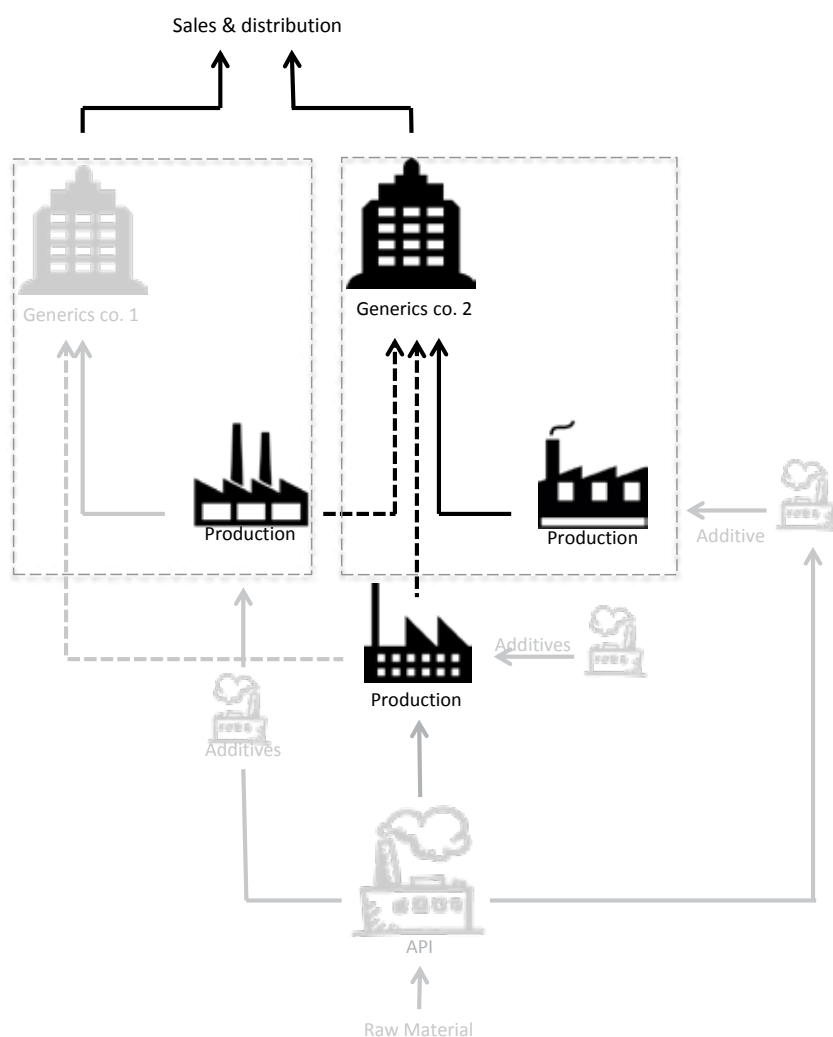 Sales & distribution
Generics co. 1
Generics co. 2
Production
Production
Additive
Additives
Production
Additives
API
Raw Material